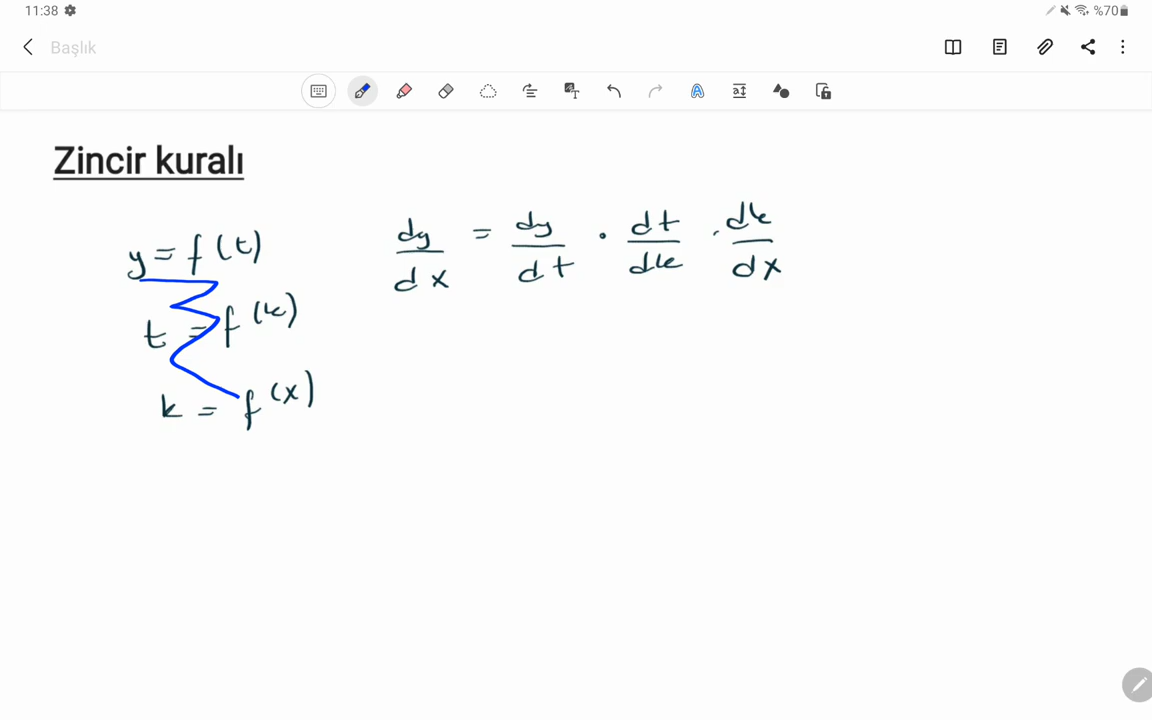 11:38 %70
Başlık
Zincir kuralı
y = f(t)
t = f(k)
k = f(x)
dy/dx = dy/dt · dt/dk · dk/dx